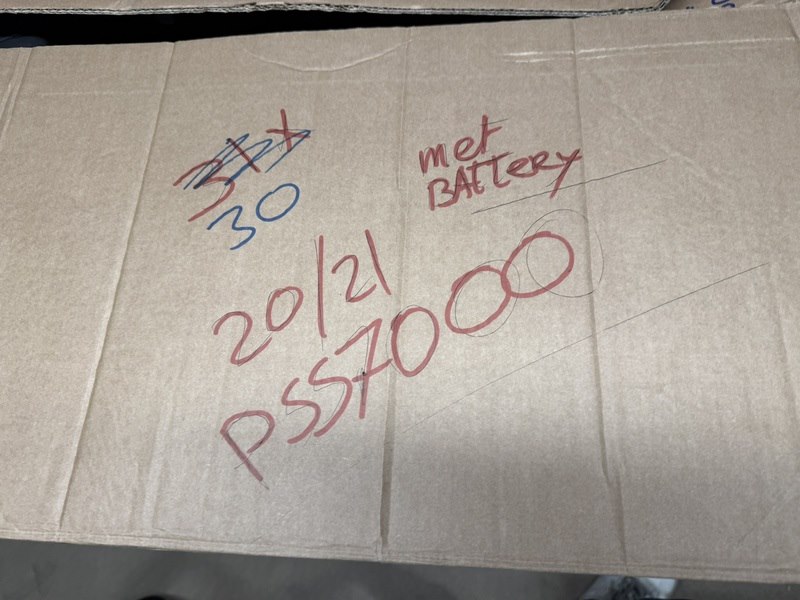 30
met
BATTERY
20/21
PSS7000